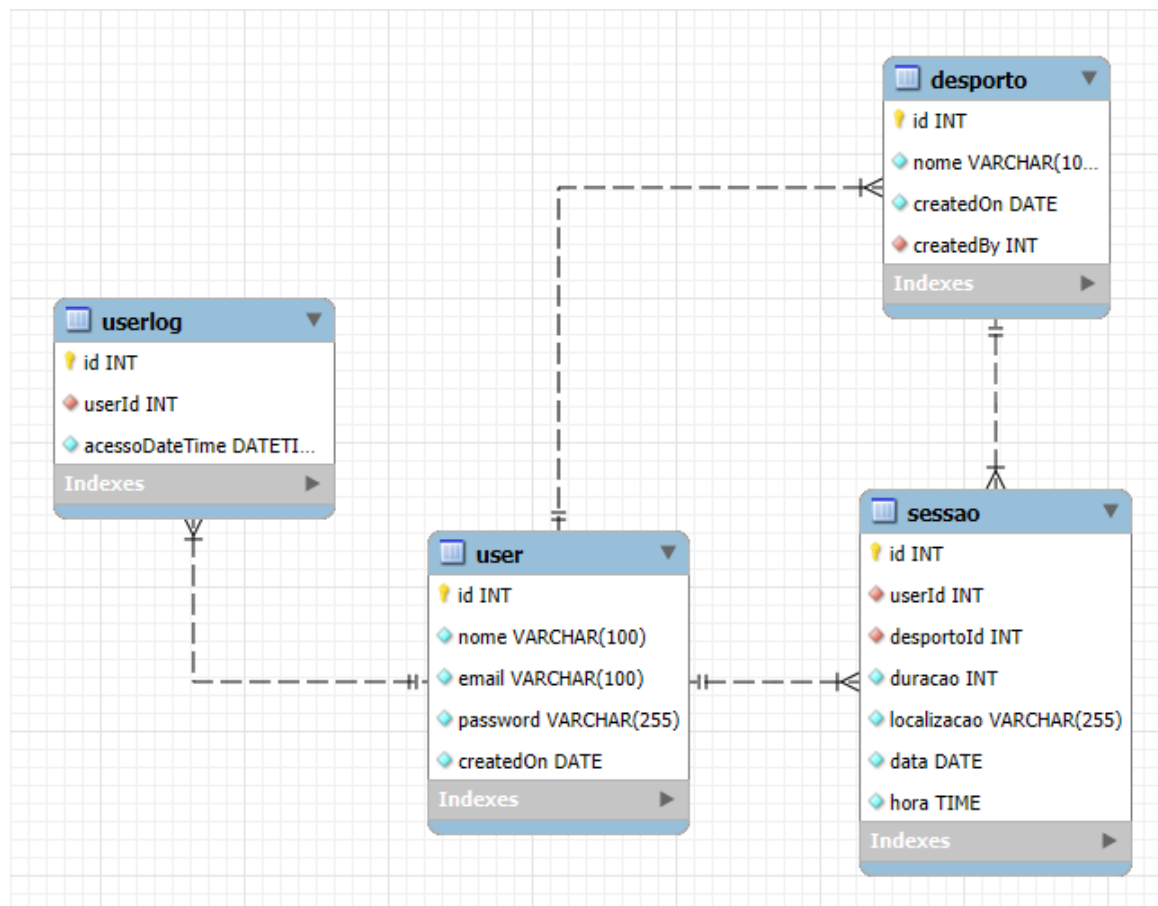 desporto
id INT
nome VARCHAR(10...
createdOn DATE
createdBy INT
Indexes
userlog
id INT
userId INT
acessoDateTime DATETI...
Indexes
user
id INT
nome VARCHAR(100)
email VARCHAR(100)
password VARCHAR(255)
createdOn DATE
Indexes
sessao
id INT
userId INT
desportoId INT
duracao INT
localizacao VARCHAR(255)
data DATE
hora TIME
Indexes